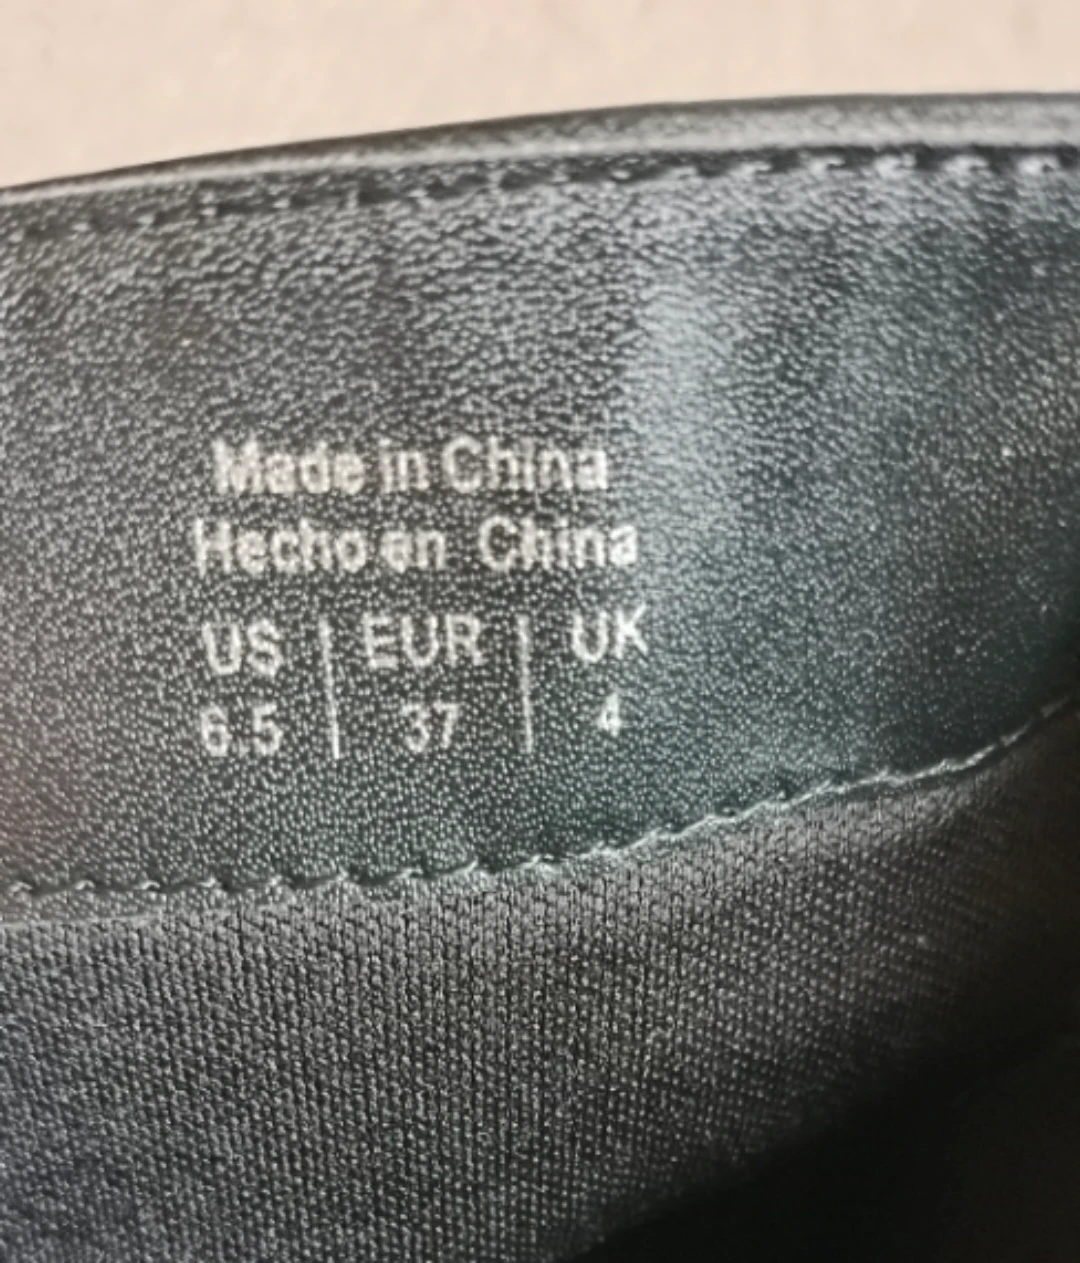 Made in China
Hecho en China
US | EUR | UK
6.5 | 37 | 4